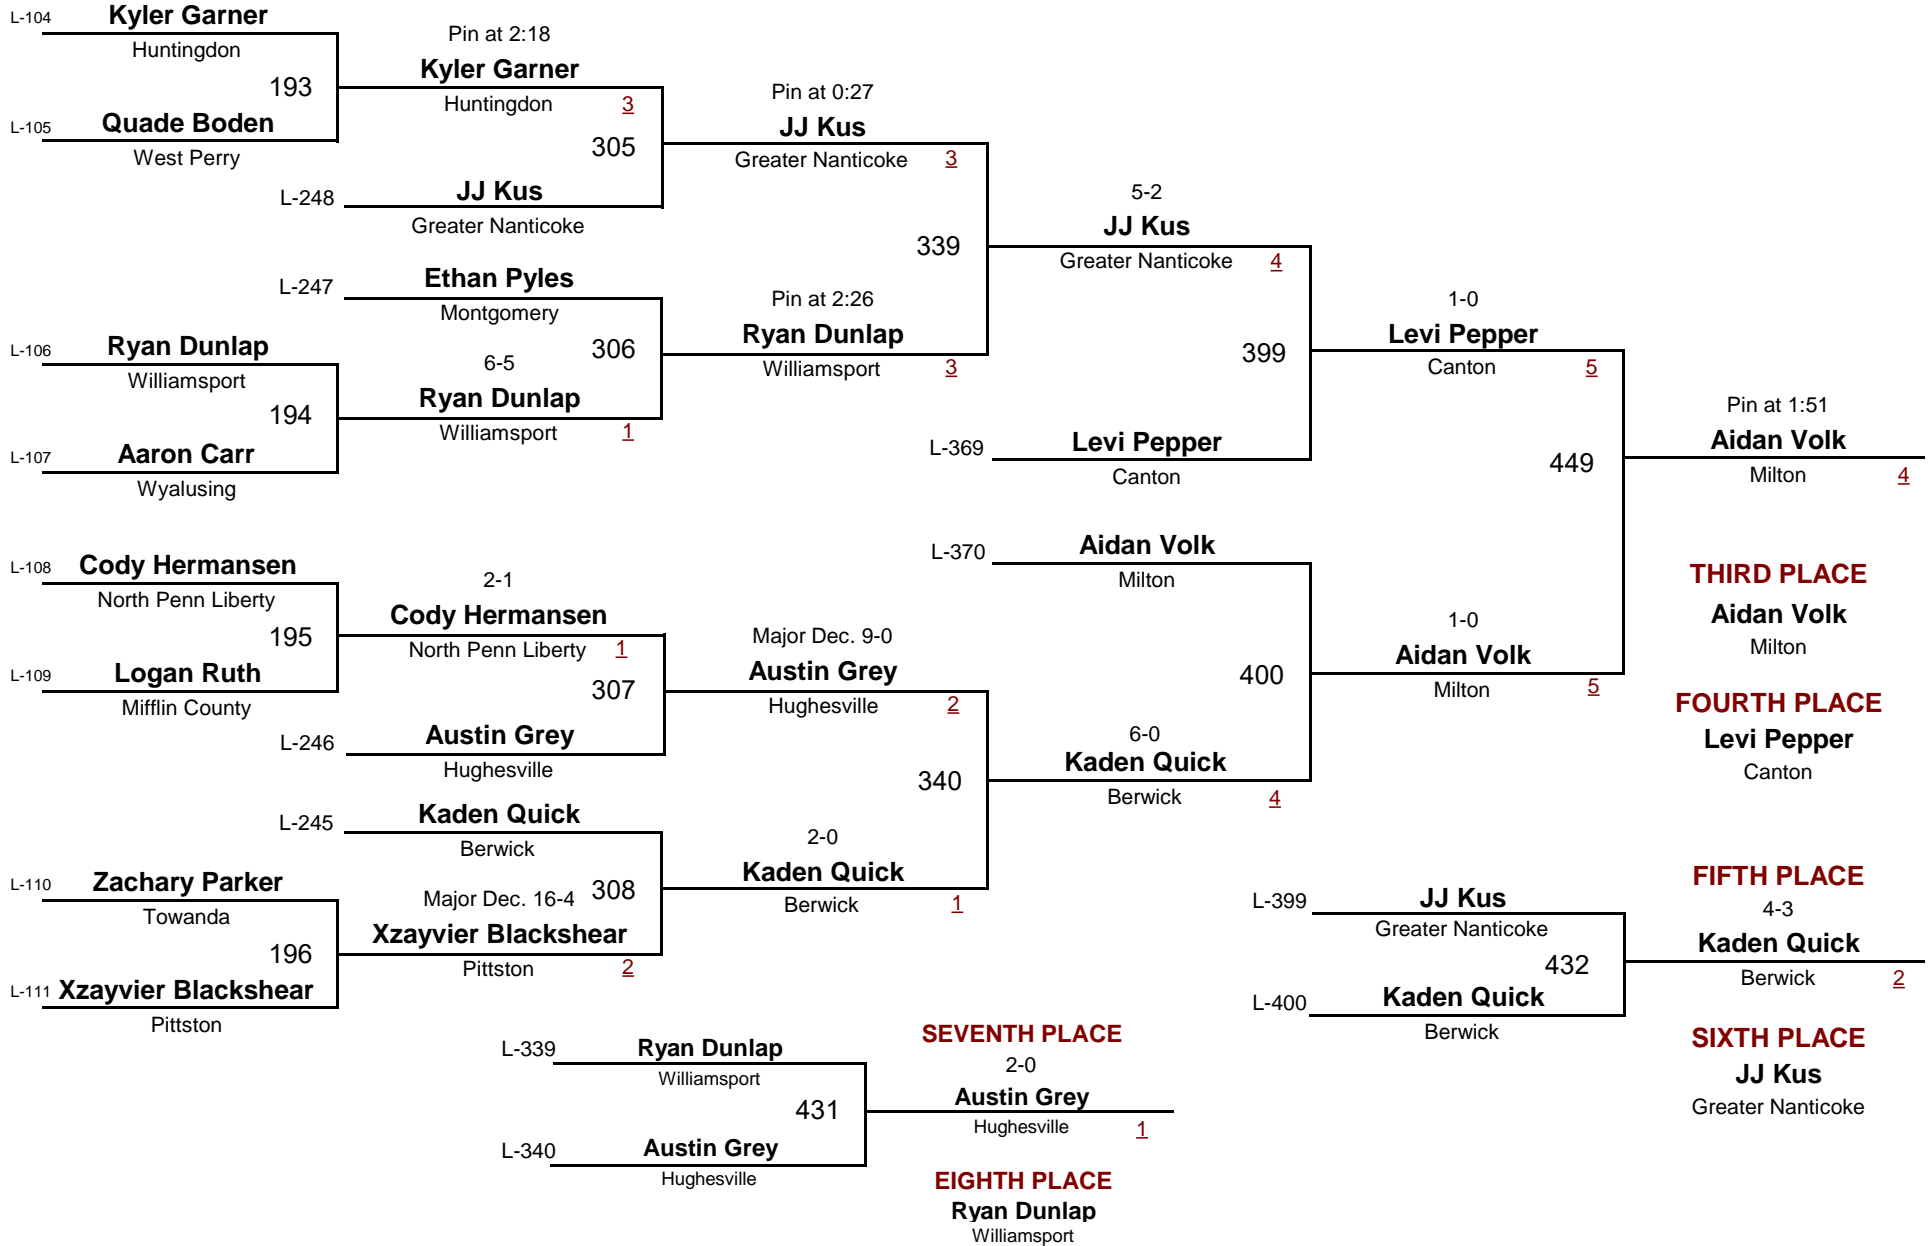 L-104 Kyler Garner
Huntingdon
193
L-105 Quade Boden
West Perry
Pin at 2:18
Kyler Garner
Huntingdon 3
305
L-248 JJ Kus
Greater Nanticoke
Pin at 0:27
JJ Kus
Greater Nanticoke 3
339
L-247 Ethan Pyles
Montgomery
306
L-106 Ryan Dunlap
Williamsport
194
L-107 Aaron Carr
Wyalusing
6-5
Ryan Dunlap
Williamsport 1
Pin at 2:26
Ryan Dunlap
Williamsport 3
5-2
JJ Kus
Greater Nanticoke 4
399
L-369 Levi Pepper
Canton
1-0
Levi Pepper
Canton 5
449
Pin at 1:51
Aidan Volk
Milton 4
L-108 Cody Hermansen
North Penn Liberty
195
L-109 Logan Ruth
Mifflin County
2-1
Cody Hermansen
North Penn Liberty 1
307
L-246 Austin Grey
Hughesville
Major Dec. 9-0
Austin Grey
Hughesville 2
340
L-245 Kaden Quick
Berwick
308
L-110 Zachary Parker
Towanda
196
L-111 Xzayvier Blackshear
Pittston
Major Dec. 16-4
Xzayvier Blackshear
Pittston 2
2-0
Kaden Quick
Berwick 1
L-370 Aidan Volk
Milton
400
6-0
Kaden Quick
Berwick 4
1-0
Aidan Volk
Milton 5
THIRD PLACE
Aidan Volk
Milton
FOURTH PLACE
Levi Pepper
Canton
L-399 JJ Kus
Greater Nanticoke
432
L-400 Kaden Quick
Berwick
FIFTH PLACE
4-3
Kaden Quick
Berwick 2
SIXTH PLACE
JJ Kus
Greater Nanticoke
L-339 Ryan Dunlap
Williamsport
431
L-340 Austin Grey
Hughesville
SEVENTH PLACE
2-0
Austin Grey
Hughesville 1
EIGHTH PLACE
Ryan Dunlap
Williamsport